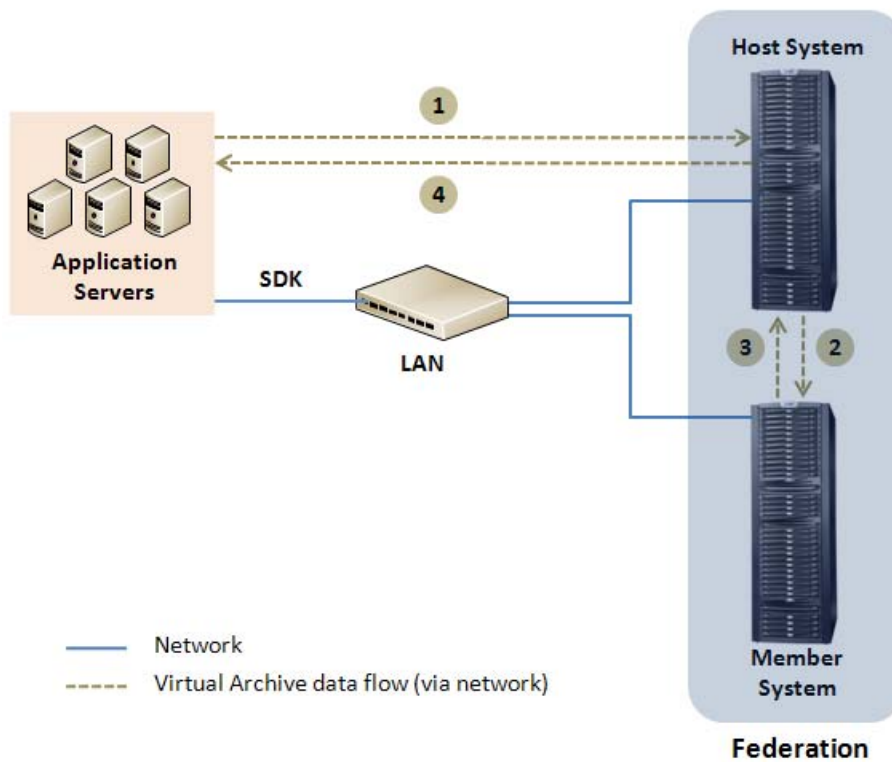 Host System
1
4
Application
Servers
SDK
LAN
3
2
Member
System
Network
Virtual Archive data flow (via network)
Federation